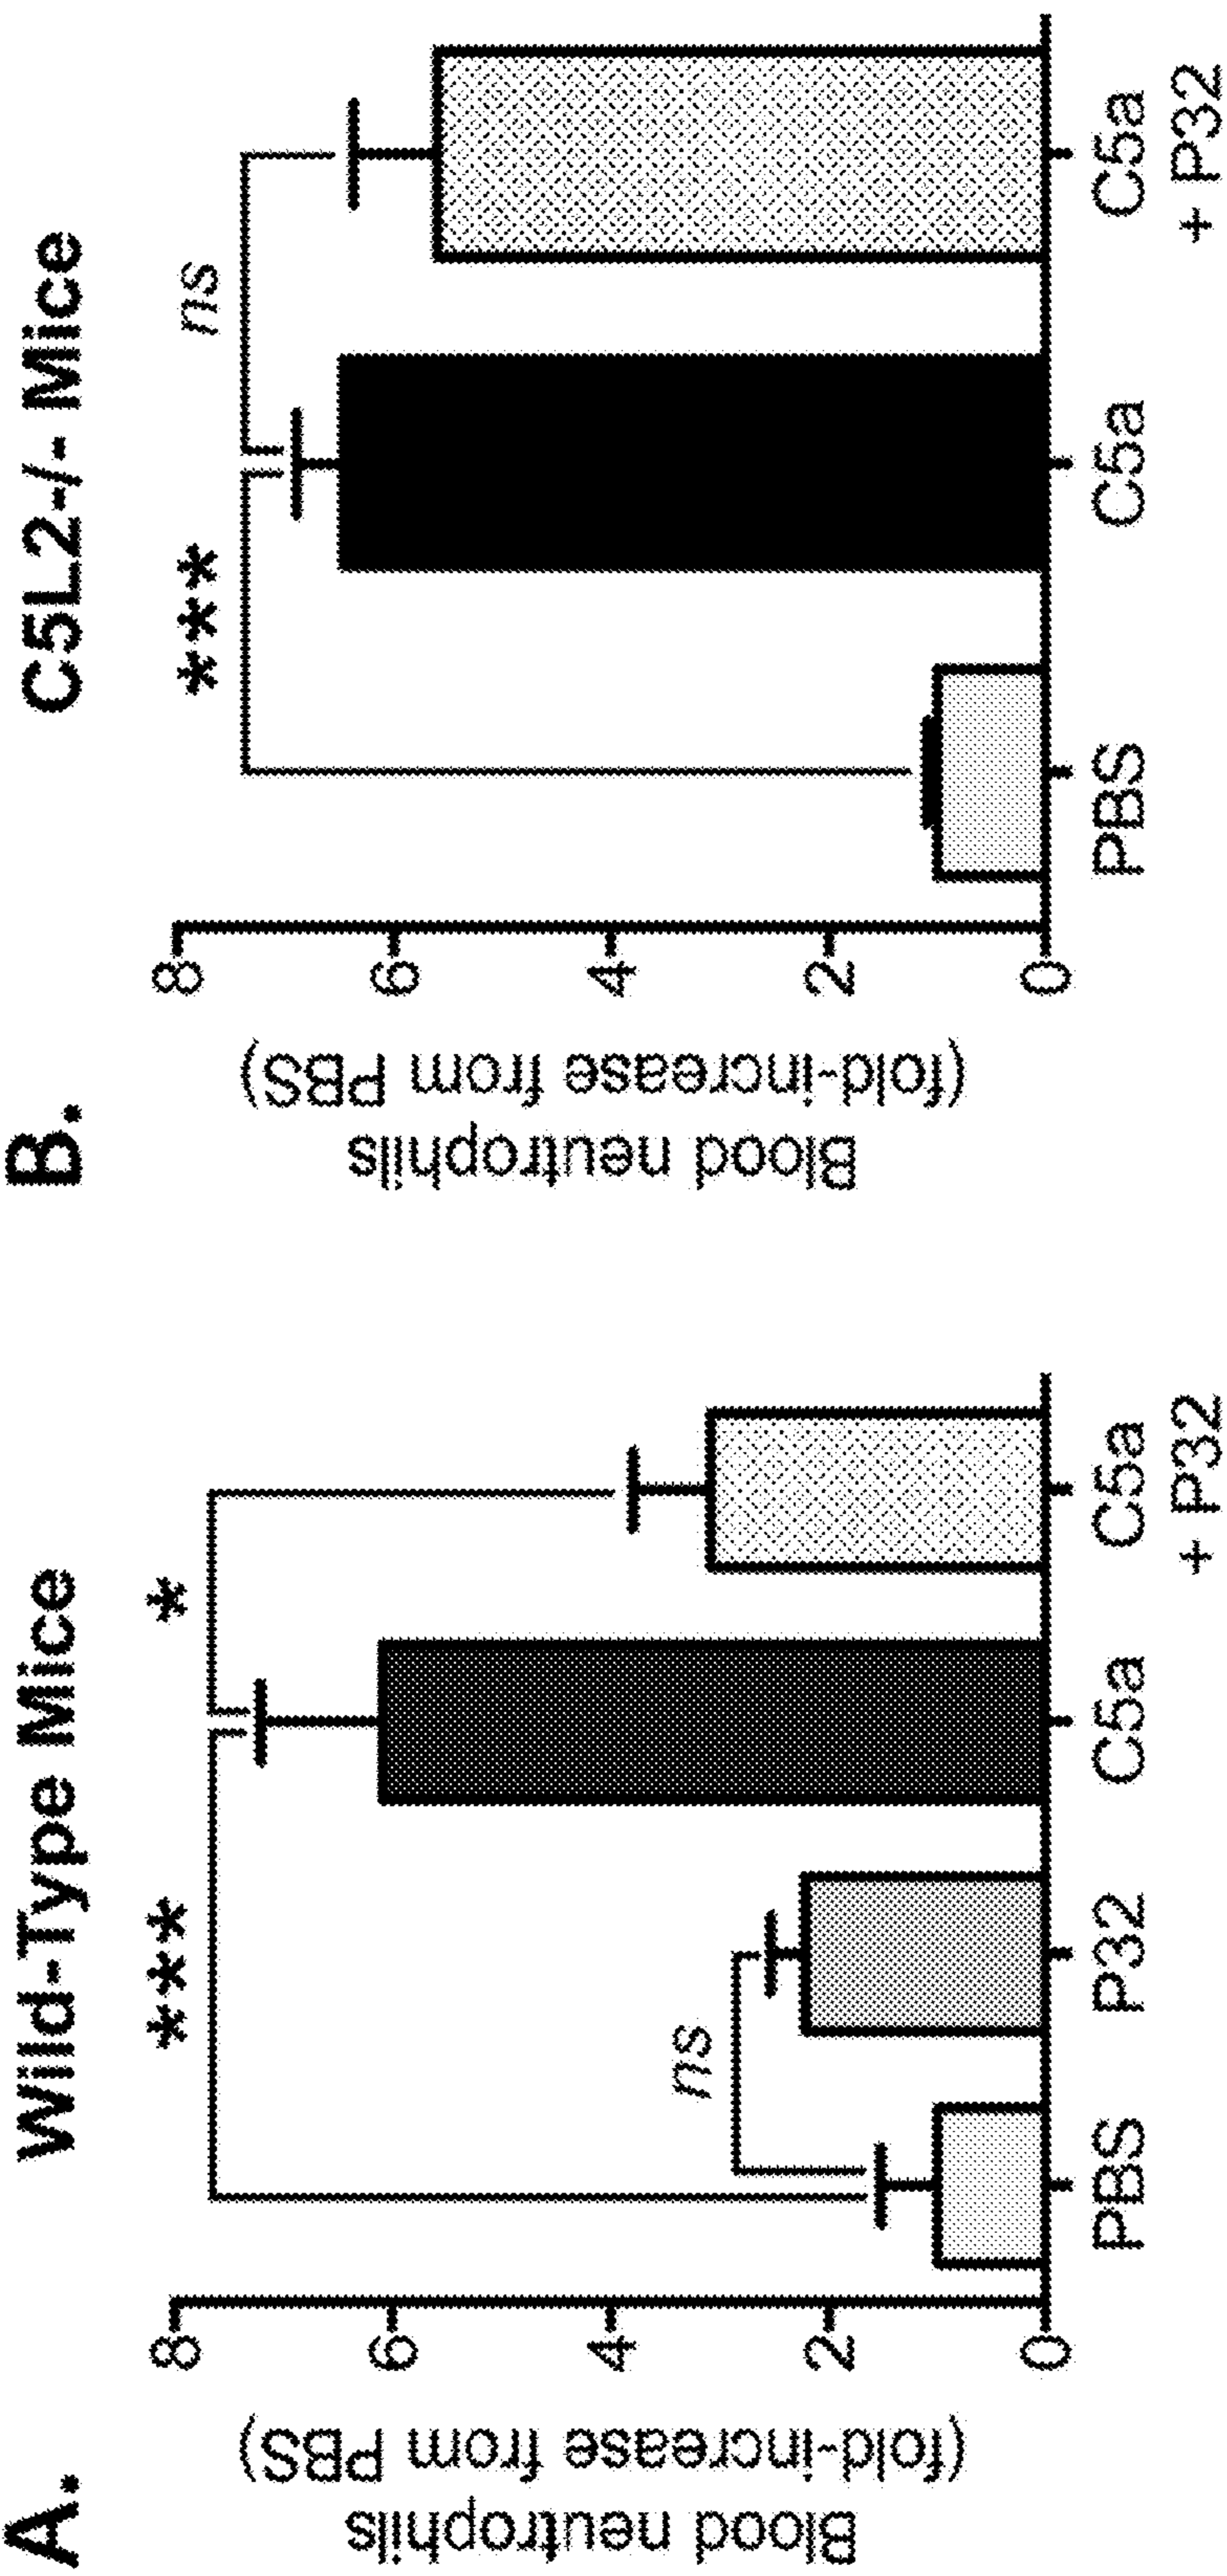 A.
Wild-Type Mice
Blood neutrophils
(fold-increase from PBS)
8
6
4
2
0
***
*
ns
PBS
P32
C5a
C5a
+ P32
B.
C5L2-/- Mice
Blood neutrophils
(fold-increase from PBS)
8
6
4
2
0
***
ns
PBS
C5a
C5a
+ P32